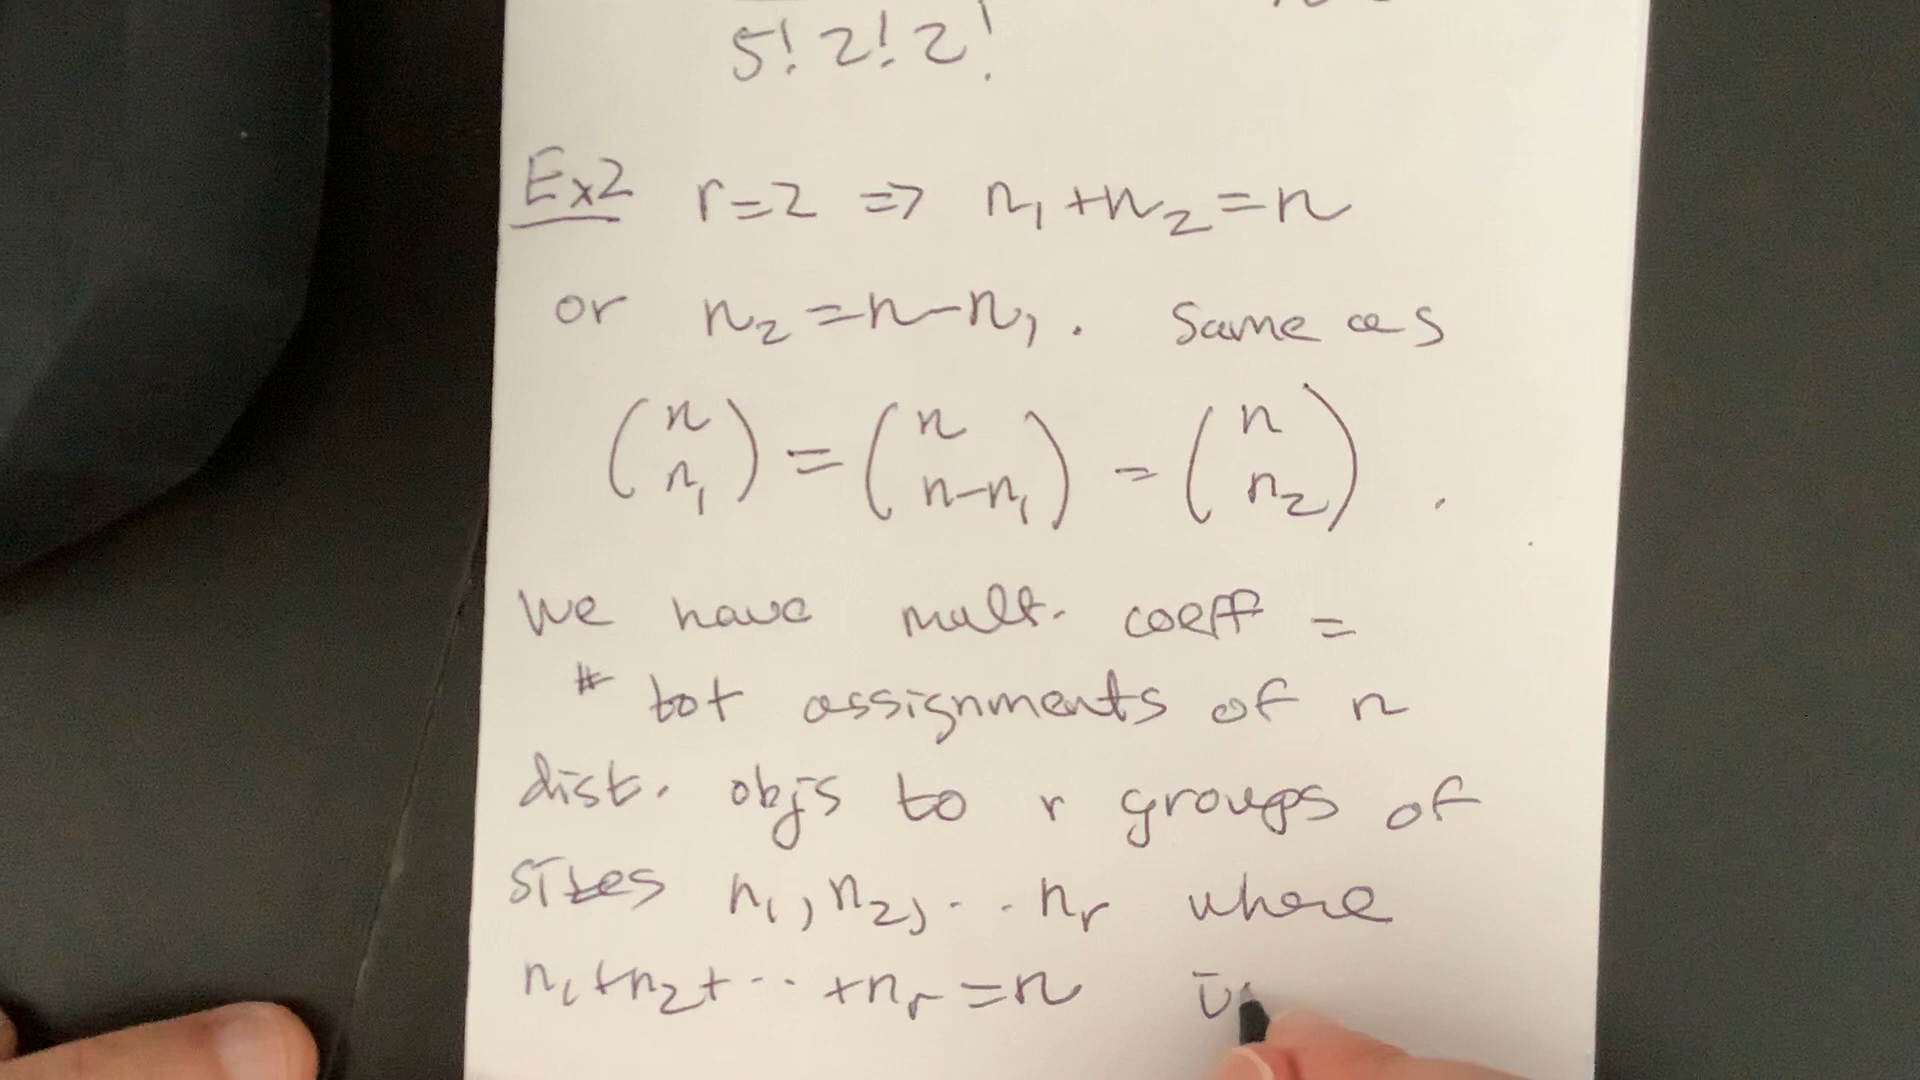 5! 2! 2!
Ex2 r=2 => n₁+n₂=n
or n₂=n-n₁. Same as
(n n₁) = (n n-n₁) = (n n₂).
We have mult. coeff =
# tot assignments of n
dist. objs to r groups of
sizes n₁, n₂, ... nᵣ where
n₁+n₂+ ... +nᵣ=n